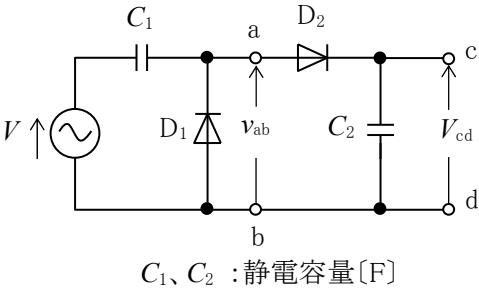 C₁
a
D₂
c
V
D₁
vab
C₂
Vcd
b
d
C₁、C₂ :静電容量〔F〕